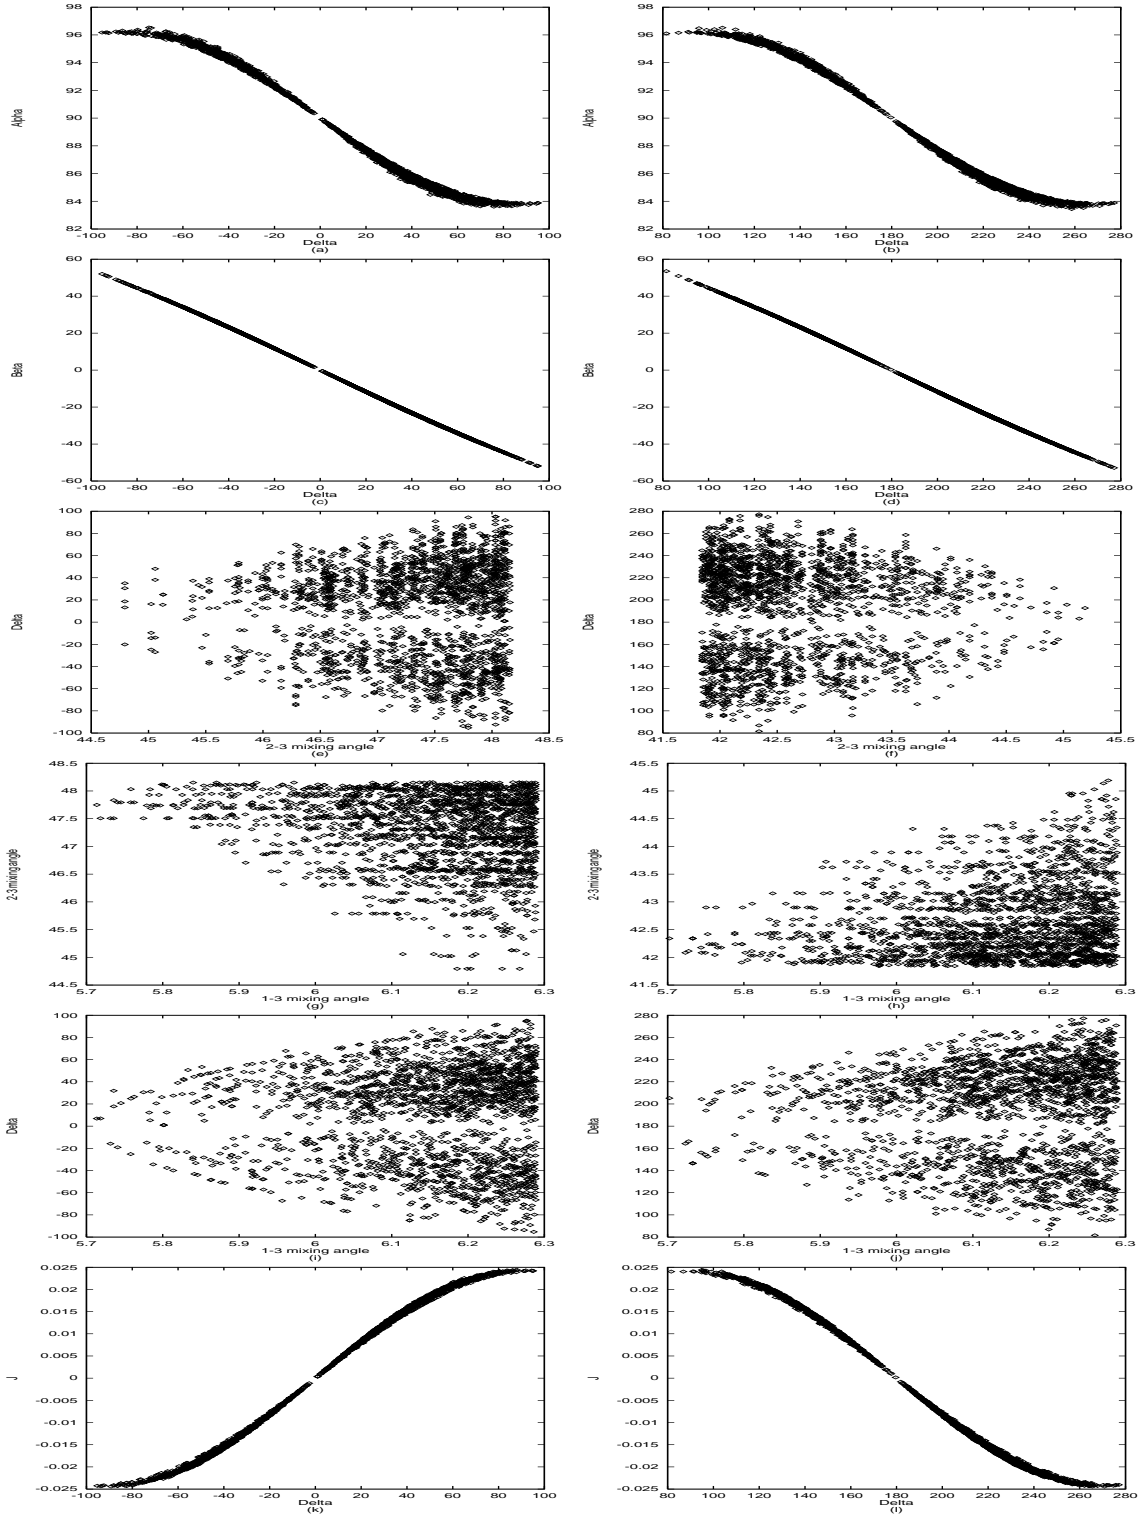 98
96
94
92
90
88
86
84
82
Alpha
-100 -80 -60 -40 -20 0 20 40 60 80 100
Delta
(a)
98
96
94
92
90
88
86
84
82
Alpha
80 100 120 140 160 180 200 220 240 260 280
Delta
(b)
60
40
20
0
-20
-40
-60
Beta
-100 -80 -60 -40 -20 0 20 40 60 80 100
Delta
(c)
60
40
20
0
-20
-40
-60
Beta
80 100 120 140 160 180 200 220 240 260 280
Delta
(d)
100
80
60
40
20
0
-20
-40
-60
-80
-100
Delta
44.5 45 45.5 46 46.5 47 47.5 48 48.5
2-3 mixing angle
(e)
280
260
240
220
200
180
160
140
120
100
80
Delta
41.5 42 42.5 43 43.5 44 44.5 45 45.5
2-3 mixing angle
(f)
48.5
48
47.5
47
46.5
46
45.5
45
44.5
2-3 mixing angle
5.7 5.8 5.9 6 6.1 6.2 6.3
1-3 mixing angle
(g)
45.5
45
44.5
44
43.5
43
42.5
42
41.5
2-3 mixing angle
5.7 5.8 5.9 6 6.1 6.2 6.3
1-3 mixing angle
(h)
100
80
60
40
20
0
-20
-40
-60
-80
-100
Delta
5.7 5.8 5.9 6 6.1 6.2 6.3
1-3 mixing angle
(i)
280
260
240
220
200
180
160
140
120
100
80
Delta
5.7 5.8 5.9 6 6.1 6.2 6.3
1-3 mixing angle
(j)
0.025
0.02
0.015
0.01
0.005
0
-0.005
-0.01
-0.015
-0.02
-0.025
J
-100 -80 -60 -40 -20 0 20 40 60 80 100
Delta
(k)
0.025
0.02
0.015
0.01
0.005
0
-0.005
-0.01
-0.015
-0.02
-0.025
J
80 100 120 140 160 180 200 220 240 260 280
Delta
(l)